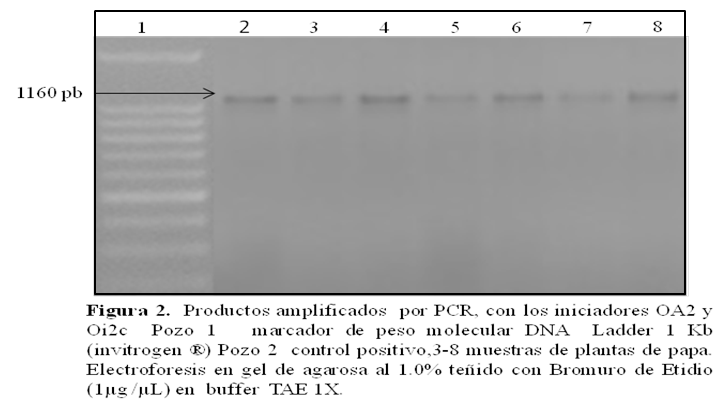 1 2 3 4 5 6 7 8
1160 pb
Figura 2. Productos amplificados por PCR, con los iniciadores OA2 y
Oi2c Pozo 1 marcador de peso molecular DNA Ladder 1 Kb
(invitrogen ®) Pozo 2 control positivo,3-8 muestras de plantas de papa.
Electroforesis en gel de agarosa al 1.0% teñido con Bromuro de Etidio
(1µg /µL) en buffer TAE 1X.